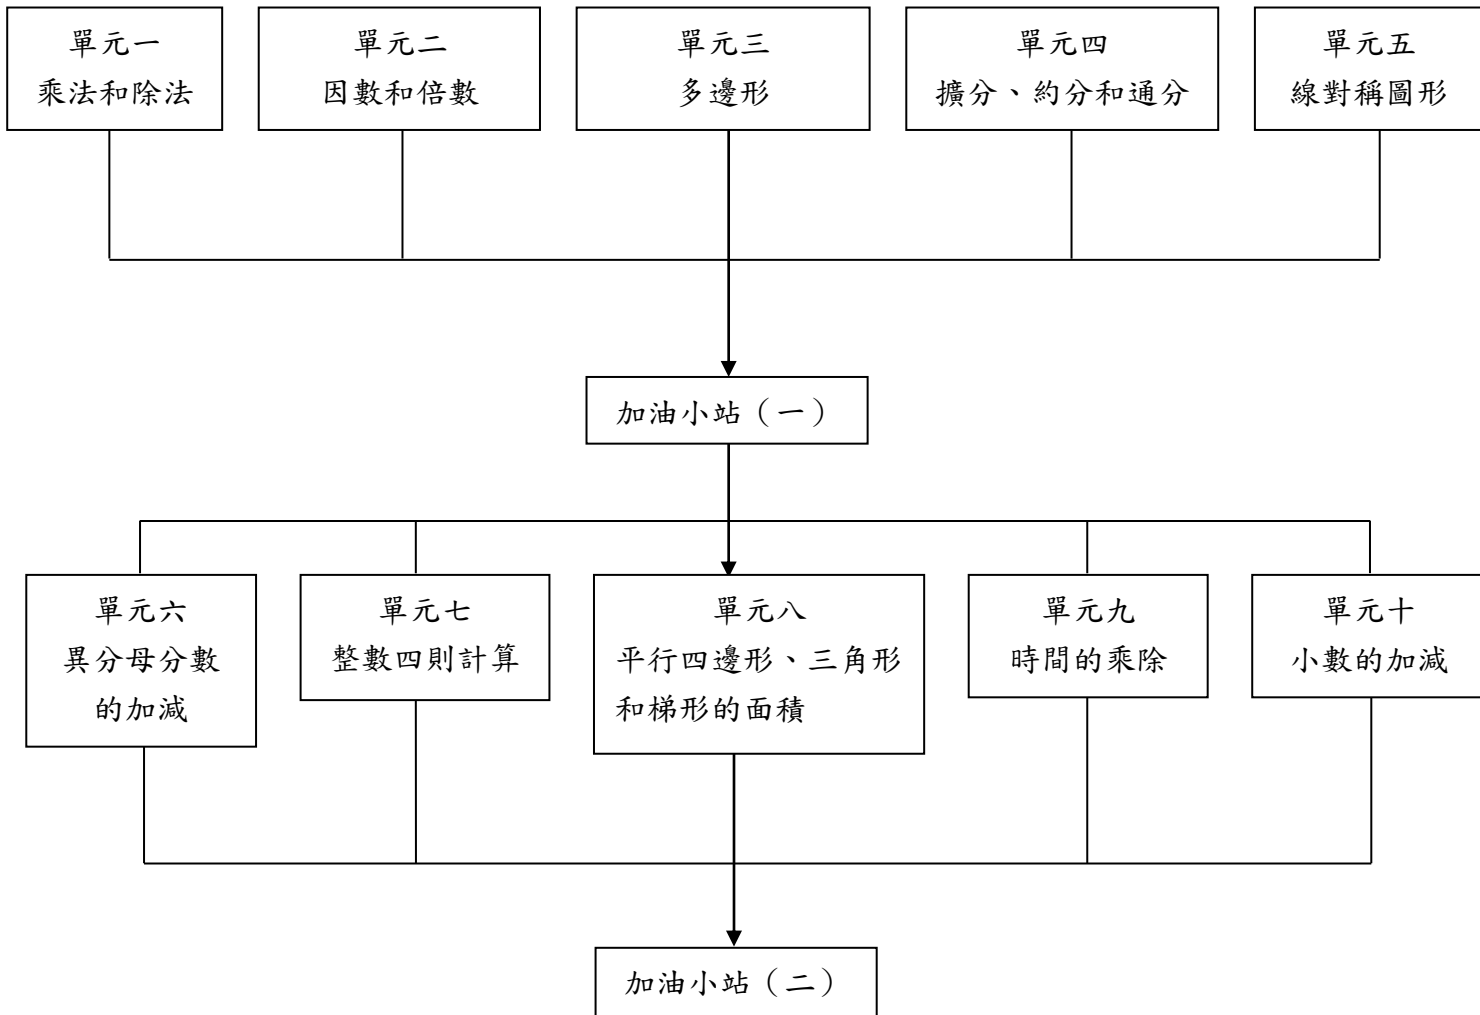 單元一
乘法和除法
單元二
因數和倍數
單元三
多邊形
單元四
擴分、約分和通分
單元五
線對稱圖形
加油小站（一）
單元六
異分母分數
的加減
單元七
整數四則計算
單元八
平行四邊形、三角形
和梯形的面積
單元九
時間的乘除
單元十
小數的加減
加油小站（二）